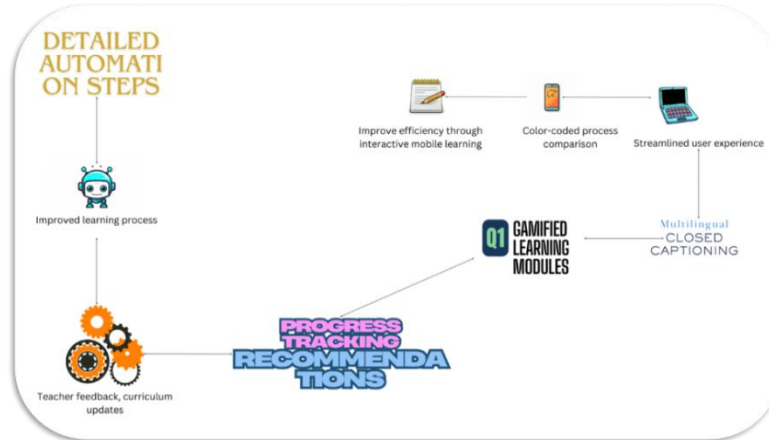 DETAILED
AUTOMATI
ON STEPS
Improve efficiency through
interactive mobile learning
Color-coded process
comparison
Streamlined user experience
Improved learning process
Q1
GAMIFIED
LEARNING
MODULES
Multilingual
CLOSED
CAPTIONING
PROGRESS
TRACKING
RECOMMENDA
TIONS
Teacher feedback, curriculum
updates